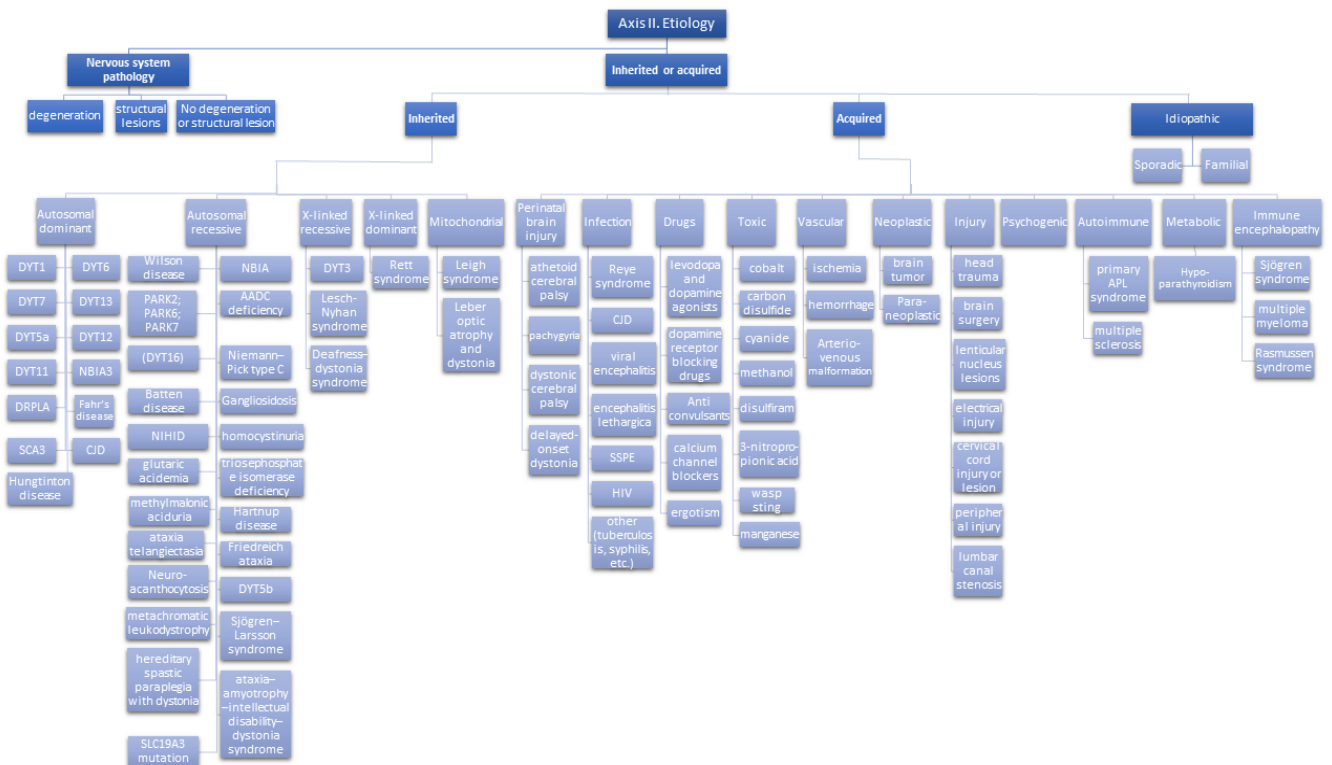 Axis II. Etiology
Nervous system
pathology
Inherited or acquired
degeneration
structural
lesions
No degeneration
or structural lesion
Inherited
Acquired
Idiopathic
Sporadic
Familial
Autosomal
dominant
DYT1
DYT6
DYT7
DYT13
DYT5a
DYT12
DYT11
NBIA3
DRPLA
Fahr's
disease
SCA3
CJD
Hungtinton
disease
Autosomal
recessive
Wilson
disease
NBIA
PARK2;
PARK6;
PARK7
AADC
deficiency
(DYT16)
Niemann–
Pick type C
Batten
disease
Gangliosidosis
NIHID
homocystinuria
glutaric
acidemia
triosephosphat
e isomerase
deficiency
methylmalonic
aciduria
Hartnup
disease
ataxia
telangiectasia
Friedreich
ataxia
Neuro-
acanthocytosis
DYT5b
metachromatic
leukodystrophy
Sjögren–
Larsson
syndrome
hereditary
spastic
paraplegia
with dystonia
ataxia–
amyotrophy
–intellectual
disability–
dystonia
syndrome
SLC19A3
mutation
X-linked
recessive
DYT3
Lesch-
Nyhan
syndrome
Deafness–
dystonia
syndrome
X-linked
dominant
Rett
syndrome
Mitochondrial
Leigh
syndrome
Leber
optic
atrophy
and
dystonia
Perinatal
brain
injury
athetoid
cerebral
palsy
pachygyria
dystonic
cerebral
palsy
delayed-
onset
dystonia
Infection
Reye
syndrome
CJD
viral
encephalitis
encephalitis
lethargica
SSPE
HIV
other
(tuberculos
is, syphilis,
etc.)
Drugs
levodopa
and
dopamine
agonists
dopamine
receptor
blocking
drugs
Anti
convulsants
calcium
channel
blockers
ergotism
Toxic
cobalt
carbon
disulfide
cyanide
methanol
disulfiram
3-nitropro-
pionic acid
wasp
sting
manganese
Vascular
ischemia
hemorrhage
Arterio-
venous
malformation
Neoplastic
brain
tumor
Para-
neoplastic
Injury
head
trauma
brain
surgery
lenticular
nucleus
lesions
electrical
injury
cervical
cord
injury or
lesion
peripher
al injury
lumbar
canal
stenosis
Psychogenic
Autoimmune
primary
APL
syndrome
multiple
sclerosis
Metabolic
Hypo-
parathyroidism
Immune
encephalopathy
Sjögren
syndrome
multiple
myeloma
Rasmussen
syndrome